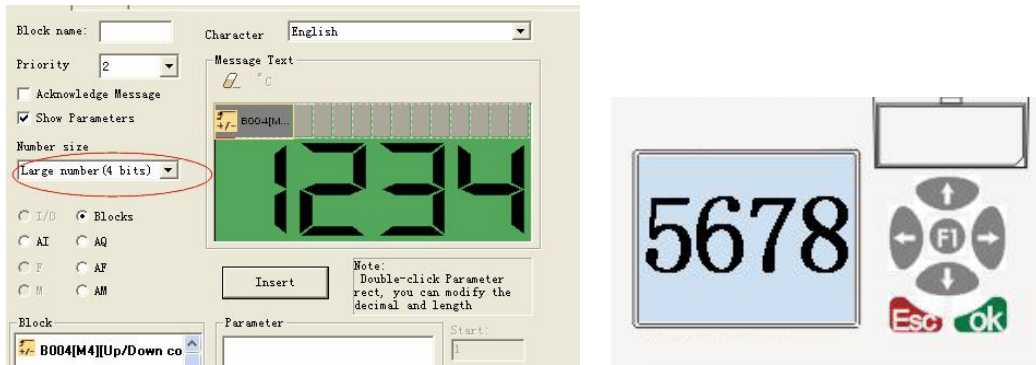 Block name:
Character English
Priority 2
Message Text
°C
Acknowledge Message
Show Parameters
B004[M...
Number size
Large number(4 bits)
1234
I/O Blocks
AI AQ
F AF
M AM
Insert
Note:
Double-click Parameter
rect, you can modify the
decimal and length
Block
Parameter
Start:
1
+/- B004[M4][Up/Down co
5678
F1
Esc ok